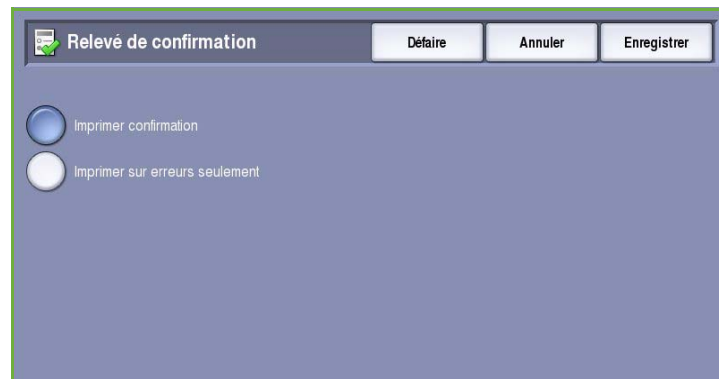 Relevé de confirmation
Défaire
Annuler
Enregistrer
Imprimer confirmation
Imprimer sur erreurs seulement